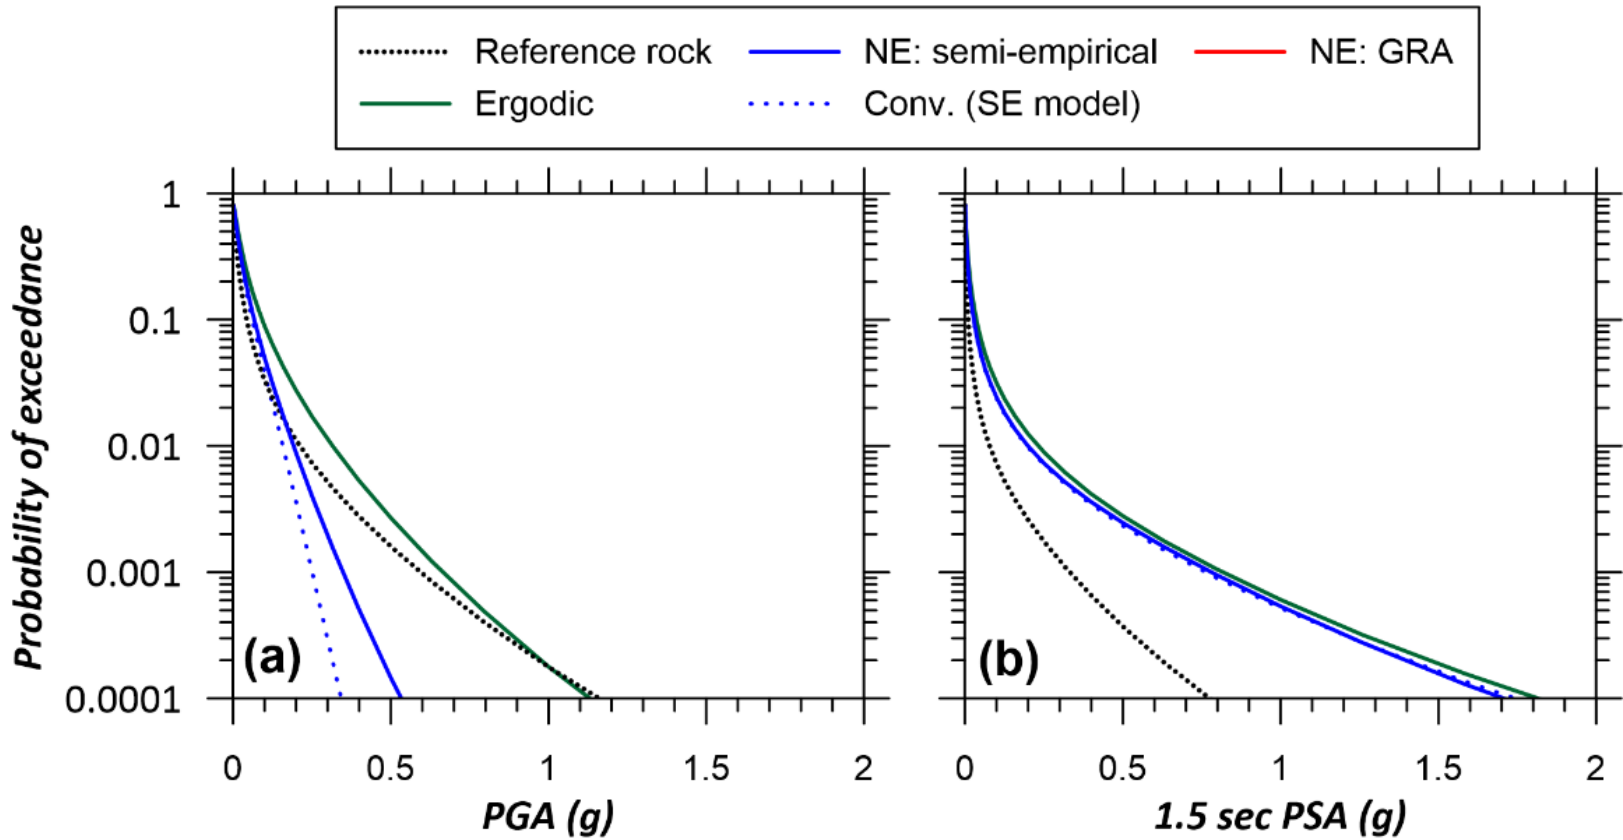 Reference rock NE: semi-empirical NE: GRA
Ergodic Conv. (SE model)
Probability of exceedance
1
0.1
0.01
0.001
0.0001
(a)
0 0.5 1 1.5 2
PGA (g)
(b)
0 0.5 1 1.5 2
1.5 sec PSA (g)